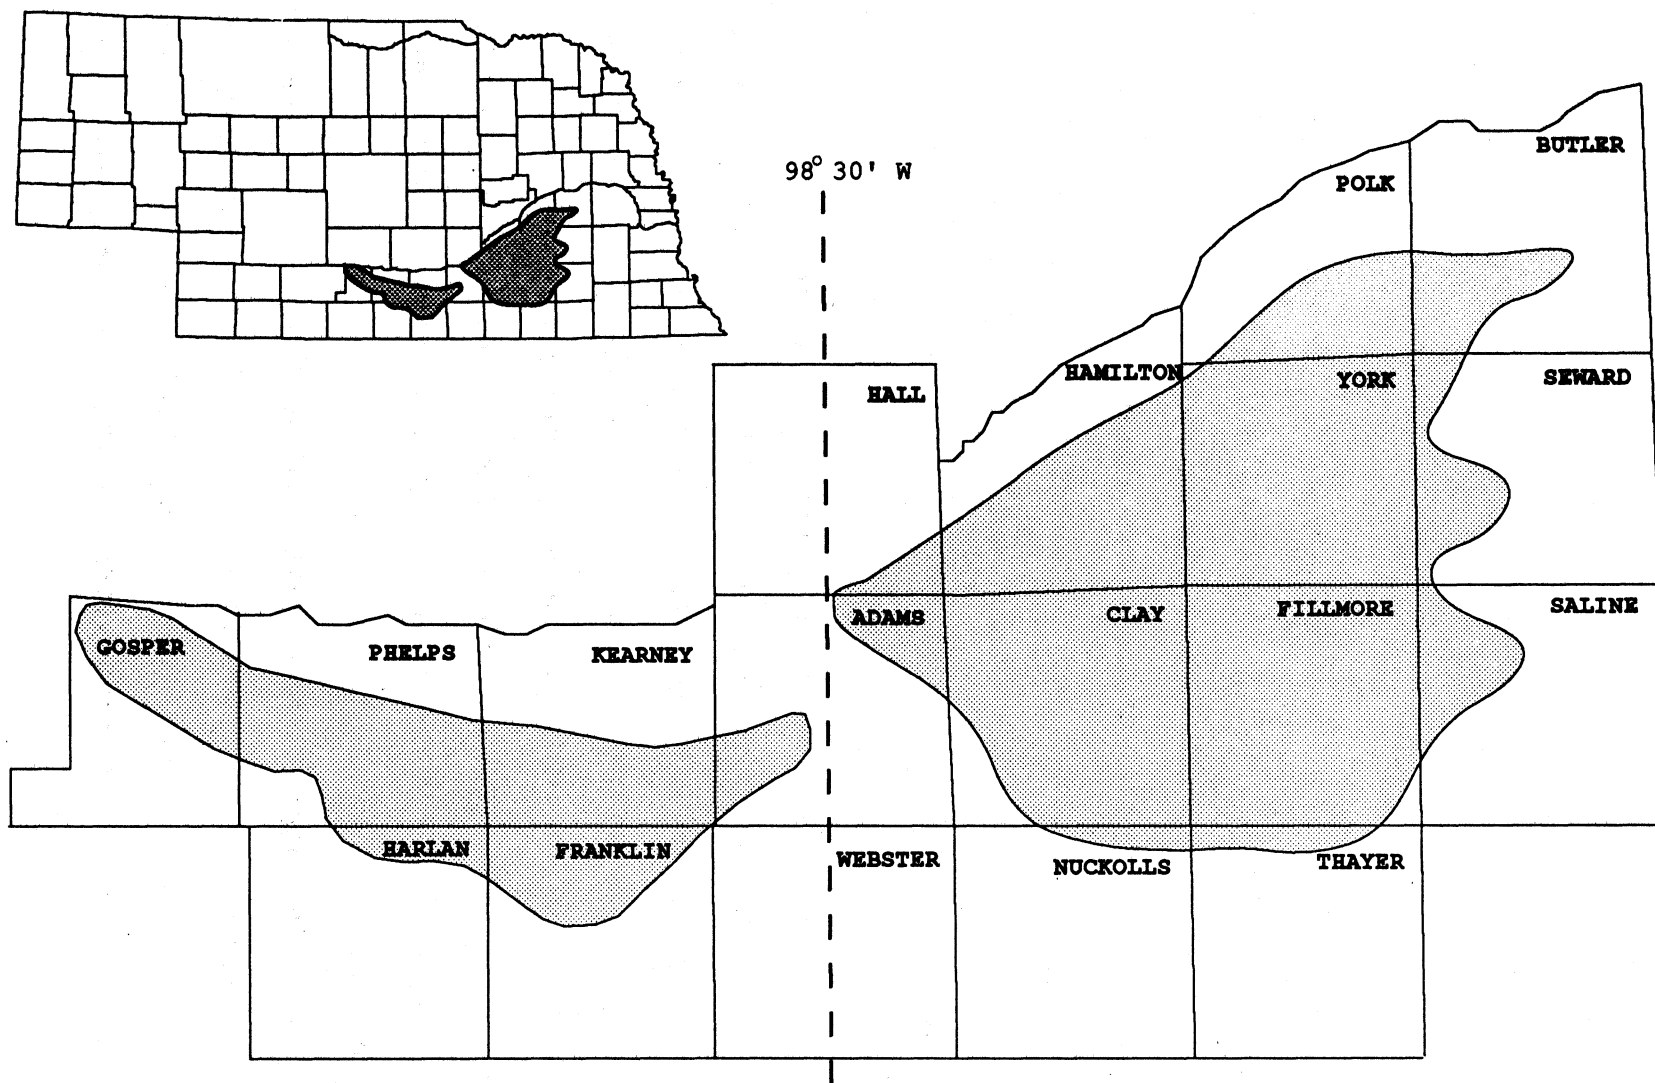 98° 30' W
BUTLER
POLK
HAMILTON
YORK
SEWARD
HALL
ADAMS
CLAY
FILLMORE
SALINE
GOSPER
PHELPS
KEARNEY
HARLAN
FRANKLIN
WEBSTER
NUCKOLLS
THAYER